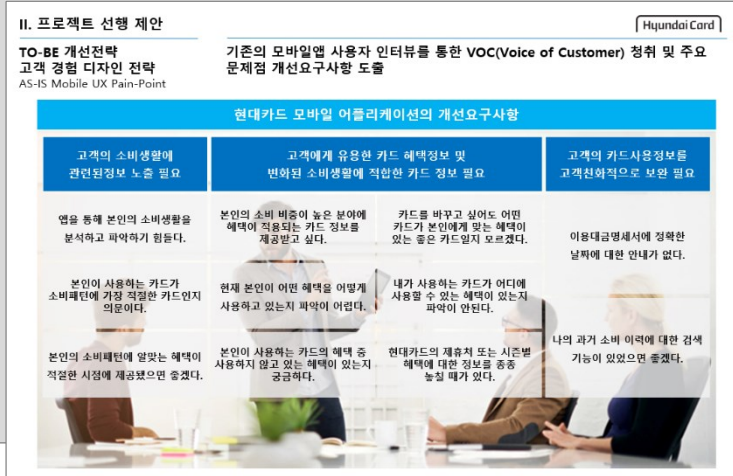 II. 프로젝트 선행 제안
Hyundai Card
TO-BE 개선전략
고객 경험 디자인 전략
AS-IS Mobile UX Pain-Point
기존의 모바일앱 사용자 인터뷰를 통한 VOC(Voice of Customer) 청취 및 주요
문제점 개선요구사항 도출
현대카드 모바일 어플리케이션의 개선요구사항
고객의 소비생활에
관련된정보 노출 필요
고객에게 유용한 카드 혜택정보 및
변화된 소비생활에 적합한 카드 정보 필요
고객의 카드사용정보를
고객친화적으로 보완 필요
앱을 통해 본인의 소비생활을
분석하고 파악하기 힘들다.
본인이 사용하는 카드가
소비패턴에 가장 적절한 카드인지
의문이다.
본인의 소비패턴에 알맞는 혜택이
적절한 시점에 제공됐으면 좋겠다.
본인의 소비 비중이 높은 분야에
혜택이 적용되는 카드 정보를
제공받고 싶다.
카드를 바꾸고 싶어도 어떤
카드가 본인에게 맞는 혜택이
있는 좋은 카드일지 모르겠다.
현재 본인이 어떤 혜택을 어떻게
사용하고 있는지 파악이 어렵다.
내가 사용하는 카드가 어디에
사용할 수 있는 혜택이 있는지
파악이 안된다.
본인이 사용하는 카드의 혜택 중
사용하지 않고 있는 혜택이 있는지
궁금하다.
현대카드의 제휴처 또는 시즌별
혜택에 대한 정보를 종종
놓칠 때가 있다.
이용대금명세서에 정확한
날짜에 대한 안내가 없다.
나의 과거 소비 이력에 대한 검색
기능이 있었으면 좋겠다.